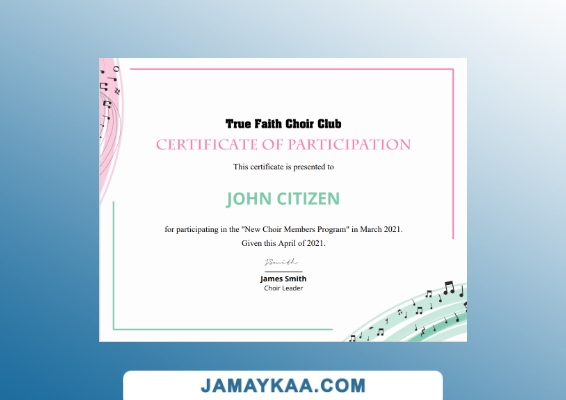 True Faith Choir Club
CERTIFICATE OF PARTICIPATION
This certificate is presented to
JOHN CITIZEN
for participating in the "New Choir Members Program" in March 2021.
Given this April of 2021.
BSmith
James Smith
Choir Leader
JAMAYKAA.COM